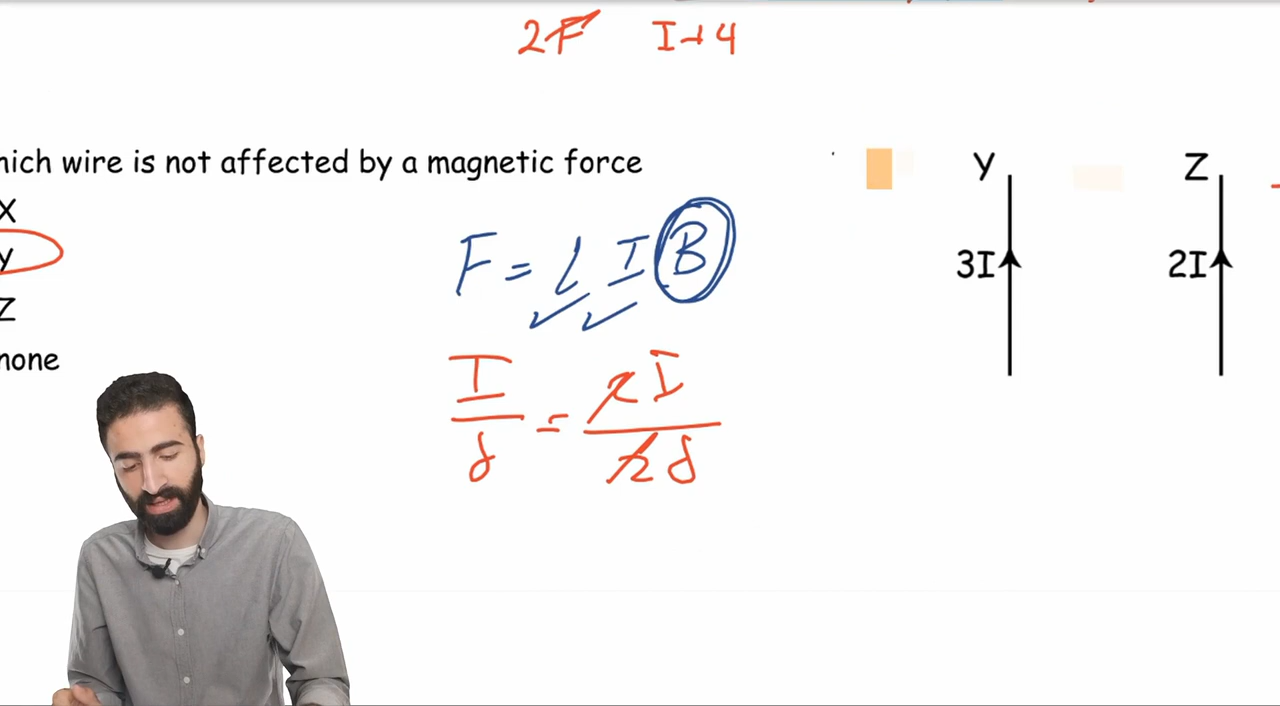 2F I 4
hich wire is not affected by a magnetic force
X
y
Z
none
F = l I B
I/d = 2I/2d
Y Z
3I 2I